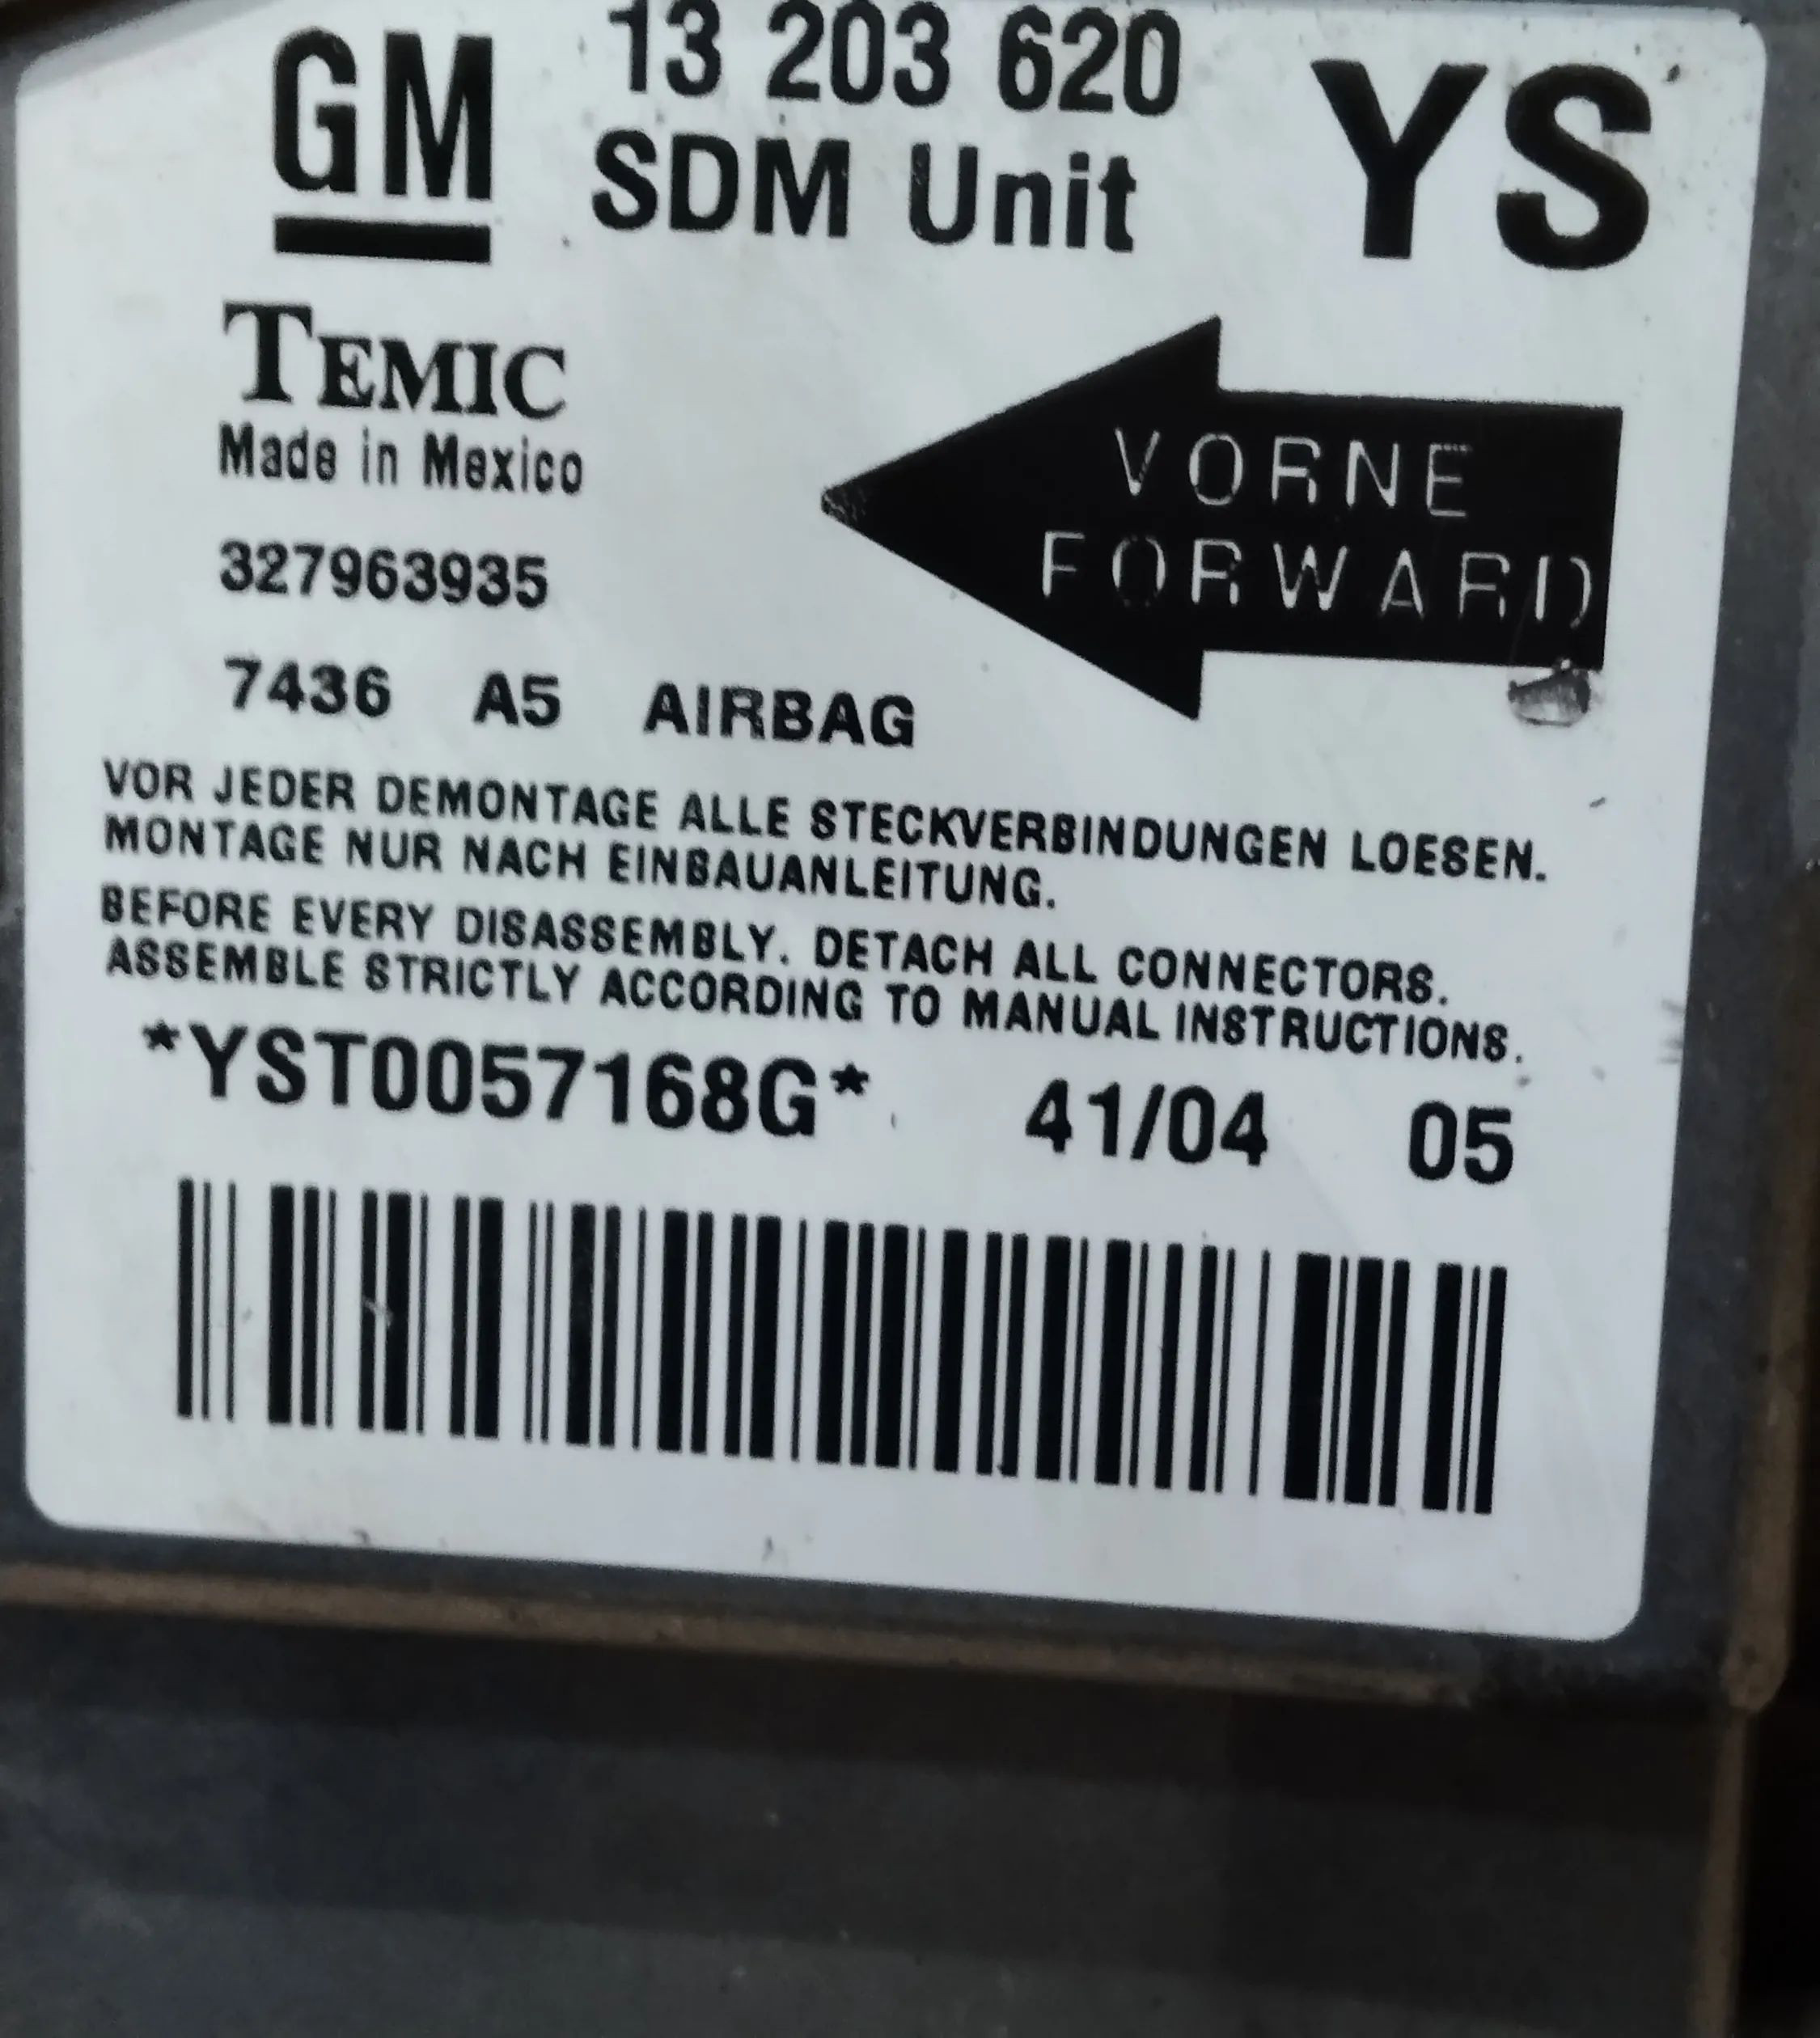 GM 13 203 620 YS
SDM Unit
TEMIC
Made in Mexico
VORNE
FORWARD
327963935
7436 A5 AIRBAG
VOR JEDER DEMONTAGE ALLE STECKVERBINDUNGEN LOESEN.
MONTAGE NUR NACH EINBAUANLEITUNG.
BEFORE EVERY DISASSEMBLY. DETACH ALL CONNECTORS.
ASSEMBLE STRICTLY ACCORDING TO MANUAL INSTRUCTIONS.
*YST0057168G* 41/04 05